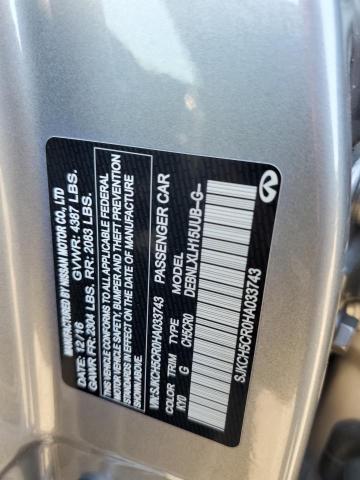 MANUFACTURED BY NISSAN MOTOR CO., LTD
DATE: 12/16 GVWR: 4387 LBS.
GAWR FR: 2304 LBS. RR: 2083 LBS.
THIS VEHICLE CONFORMS TO ALL APPLICABLE FEDERAL
MOTOR VEHICLE SAFETY, BUMPER AND THEFT PREVENTION
STANDARDS IN EFFECT ON THE DATE OF MANUFACTURE
SHOWN ABOVE.
VIN:SJKCH5CR0HA033743 PASSENGER CAR
COLOR TRIM TYPE MODEL
KY0 G CH5CR0 DEBNLXLH15UUB-G-
SJKCH5CR0HA033743